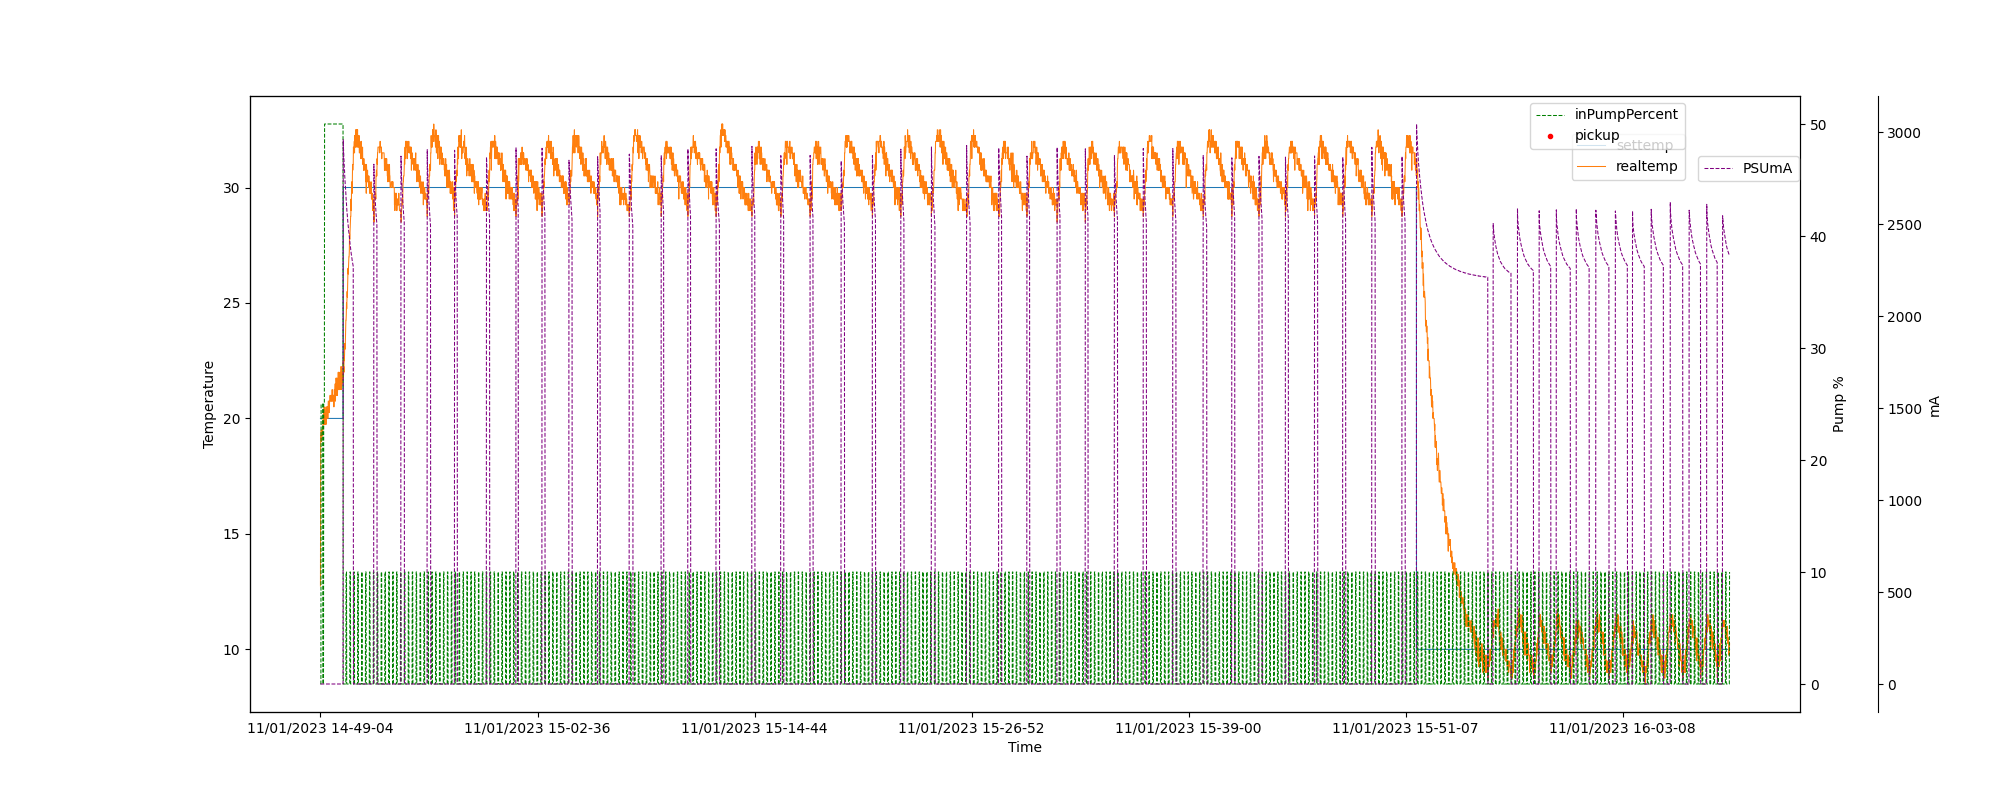 inPumpPercent
pickup
settemp
realtemp
PSUmA
30
25
20
15
10
Temperature
50
40
30
20
10
0
Pump %
3000
2500
2000
1500
1000
500
0
mA
11/01/2023 14-49-04
11/01/2023 15-02-36
11/01/2023 15-14-44
11/01/2023 15-26-52
11/01/2023 15-39-00
11/01/2023 15-51-07
11/01/2023 16-03-08
Time